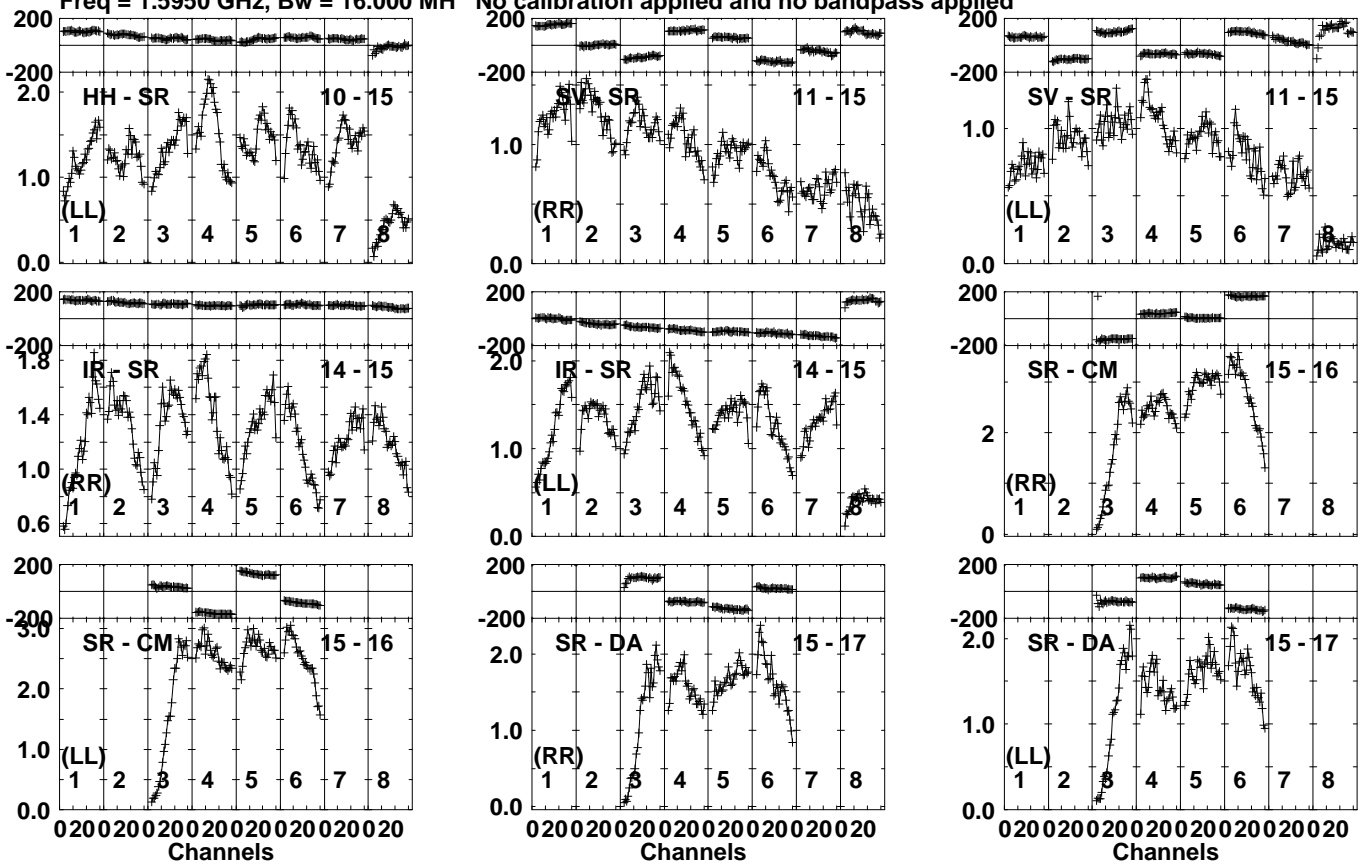 Freq = 1.5950 GHz, Bw = 16.000 MH No calibration applied and no bandpass applied
200
-200
2.0
1.0
0.0
HH - SR 10 - 15
(LL)
1 2 3 4 5 6 7 8
200
-200
1.0
0.0
SV - SR 11 - 15
(RR)
1 2 3 4 5 6 7 8
200
-200
1.0
0.0
SV - SR 11 - 15
(LL)
1 2 3 4 5 6 7 8
200
-200
1.8
1.4
1.0
0.6
IR - SR 14 - 15
(RR)
1 2 3 4 5 6 7 8
200
-200
2.0
1.0
0.0
IR - SR 14 - 15
(LL)
1 2 3 4 5 6 7 8
200
-200
2
0
SR - CM 15 - 16
(RR)
1 2 3 4 5 6 7 8
200
-200
3.0
2.0
1.0
0.0
SR - CM 15 - 16
(LL)
1 2 3 4 5 6 7 8
0 20 0 20 0 20 0 20 0 20 0 20 0 20 0 20
Channels
200
-200
2.0
1.0
0.0
SR - DA 15 - 17
(RR)
1 2 3 4 5 6 7 8
0 20 0 20 0 20 0 20 0 20 0 20 0 20 0 20
Channels
200
-200
2.0
1.0
0.0
SR - DA 15 - 17
(LL)
1 2 3 4 5 6 7 8
0 20 0 20 0 20 0 20 0 20 0 20 0 20 0 20
Channels